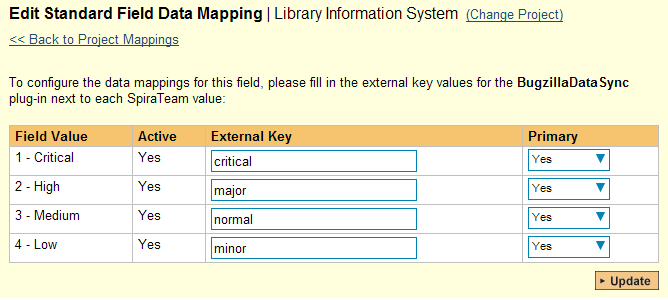 Edit Standard Field Data Mapping | Library Information System (Change Project)
<< Back to Project Mappings
To configure the data mappings for this field, please fill in the external key values for the BugzillaDataSync
plug-in next to each SpiraTeam value:
Field Value Active External Key Primary
1 - Critical Yes critical Yes
2 - High Yes major Yes
3 - Medium Yes normal Yes
4 - Low Yes minor Yes
Update